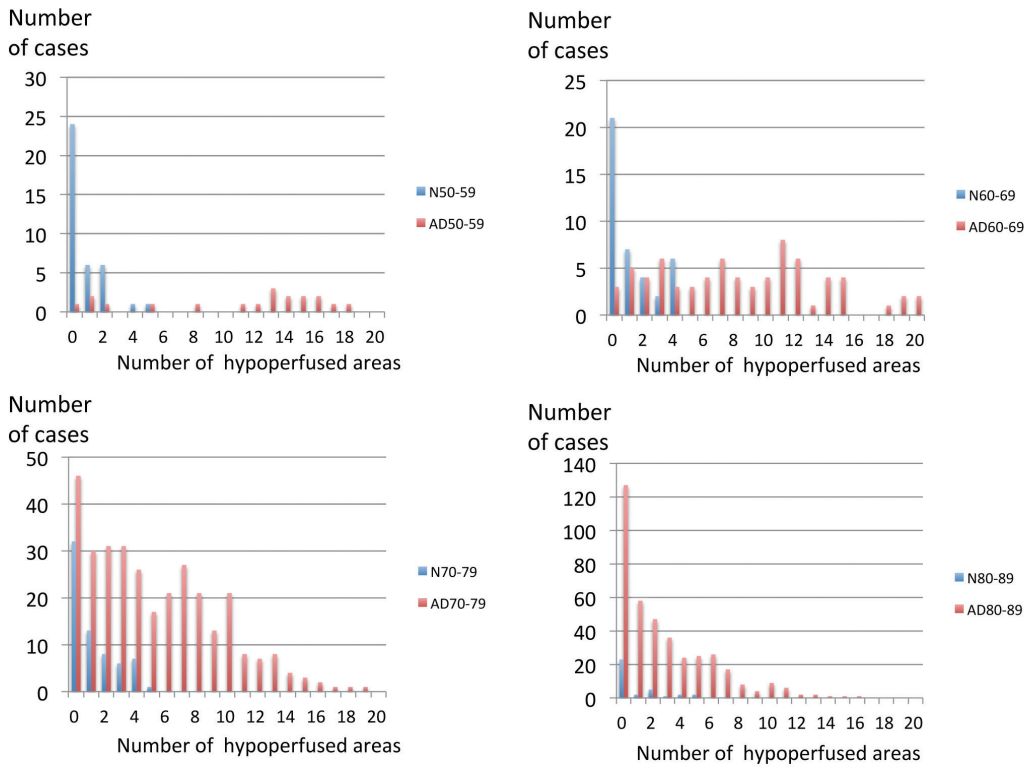 Number
of cases
30
25
20
15
10
5
0
0 2 4 6 8 10 12 14 16 18 20
Number of hypoperfused areas
N50-59
AD50-59
Number
of cases
25
20
15
10
5
0
0 2 4 6 8 10 12 14 16 18 20
Number of hypoperfused areas
N60-69
AD60-69
Number
of cases
50
40
30
20
10
0
0 2 4 6 8 10 12 14 16 18 20
Number of hypoperfused areas
N70-79
AD70-79
Number
of cases
140
120
100
80
60
40
20
0
0 2 4 6 8 10 12 14 16 18 20
Number of hypoperfused areas
N80-89
AD80-89